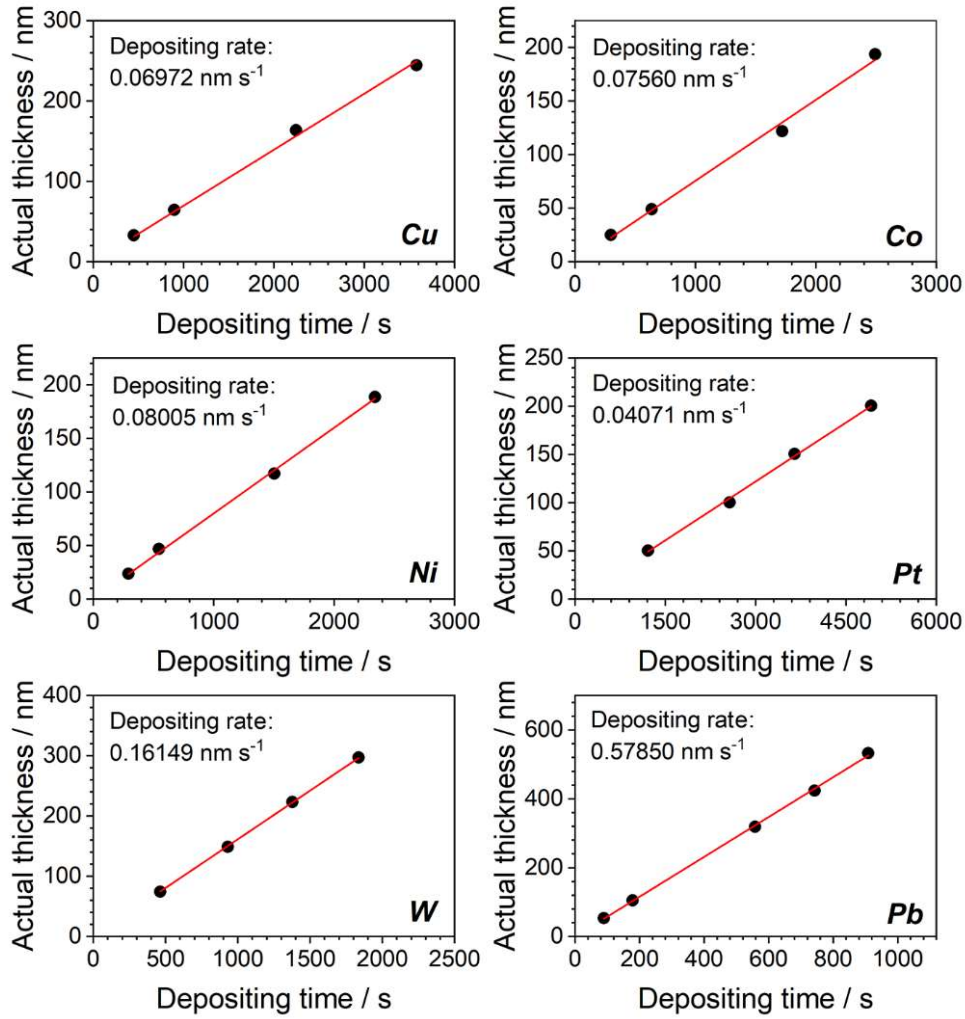 Actual thickness / nm
300
200
100
0
Depositing rate:
0.06972 nm s⁻¹
Cu
0 1000 2000 3000 4000
Depositing time / s
Actual thickness / nm
200
150
100
50
0
Depositing rate:
0.07560 nm s⁻¹
Co
0 1000 2000 3000
Depositing time / s
Actual thickness / nm
200
150
100
50
0
Depositing rate:
0.08005 nm s⁻¹
Ni
0 1000 2000 3000
Depositing time / s
Actual thickness / nm
250
200
150
100
50
0
Depositing rate:
0.04071 nm s⁻¹
Pt
0 1500 3000 4500 6000
Depositing time / s
Actual thickness / nm
400
300
200
100
0
Depositing rate:
0.16149 nm s⁻¹
W
0 500 1000 1500 2000 2500
Depositing time / s
Actual thickness / nm
600
400
200
0
Depositing rate:
0.57850 nm s⁻¹
Pb
0 200 400 600 800 1000
Depositing time / s